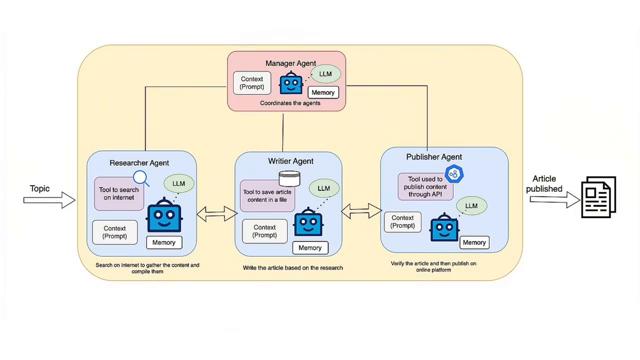 Manager Agent
Context
(Prompt)
LLM
Memory
Coordinates the agents
Topic
Researcher Agent
Tool to search
on internet
LLM
Context
(Prompt)
Memory
Search on internet to gather the content and
compile them
Writier Agent
Tool to save article
content in a file
LLM
Context
(Prompt)
Memory
Write the article based on the research
Publisher Agent
Tool used to
publish content
through API
LLM
Context
(Prompt)
Memory
Verify the article and then publish on
online platform
Article
published